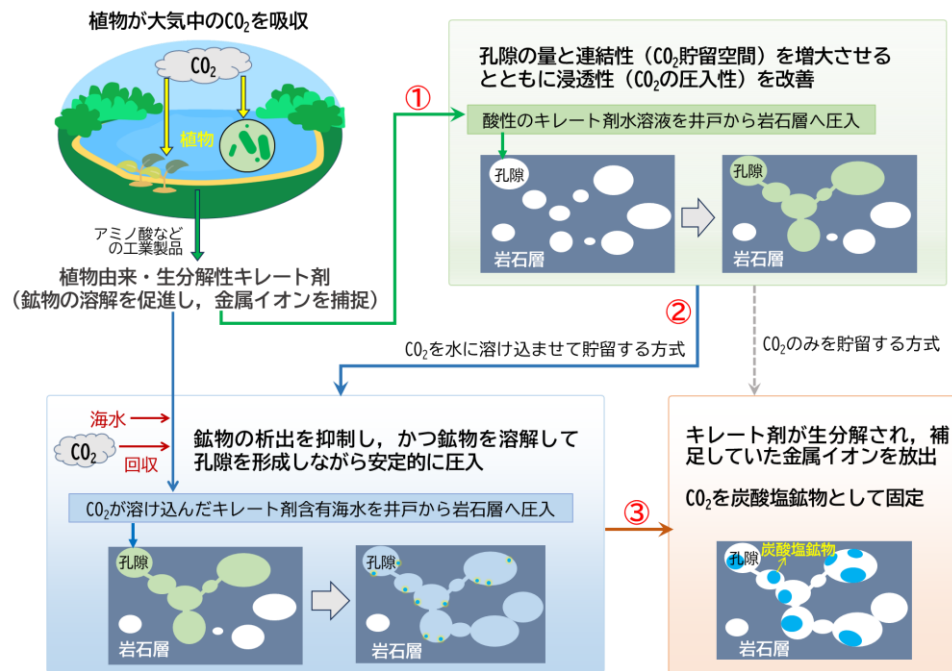 植物が大気中のCO₂を吸収
CO₂
植物
アミノ酸など
の工業製品
植物由来・生分解性キレート剤
（鉱物の溶解を促進し，金属イオンを捕捉）
①
孔隙の量と連結性（CO₂貯留空間）を増大させる
とともに浸透性（CO₂の圧入性）を改善
酸性のキレート剤水溶液を井戸から岩石層へ圧入
孔隙
岩石層
孔隙
岩石層
②
CO₂を水に溶け込ませて貯留する方式
CO₂のみを貯留する方式
海水
CO₂
回収
鉱物の析出を抑制し，かつ鉱物を溶解して
孔隙を形成しながら安定的に圧入
CO₂が溶け込んだキレート剤含有海水を井戸から岩石層へ圧入
孔隙
岩石層
孔隙
岩石層
③
キレート剤が生分解され，補
足していた金属イオンを放出
CO₂を炭酸塩鉱物として固定
孔隙
炭酸塩鉱物
岩石層